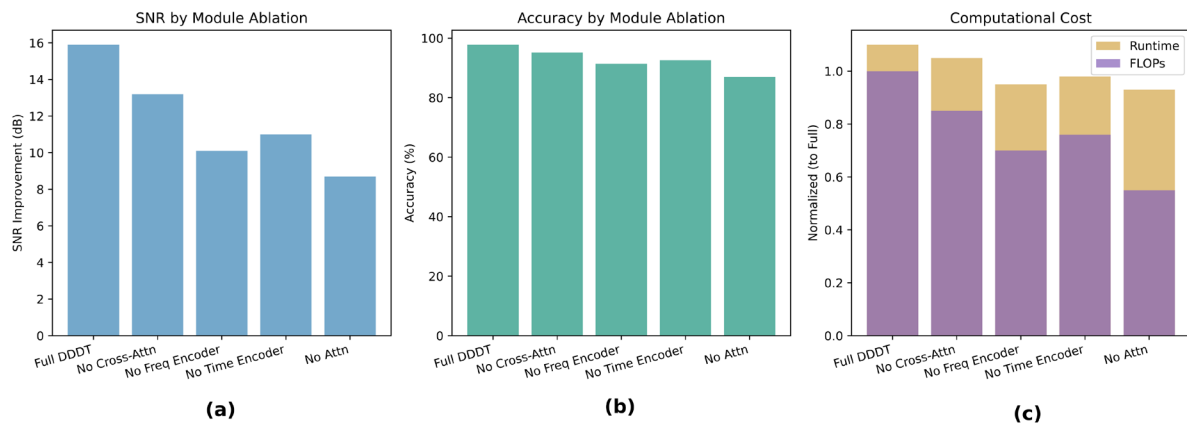 SNR by Module Ablation
SNR Improvement (dB)
16
14
12
10
8
6
4
2
0
Full DDDT
No Cross-Attn
No Freq Encoder
No Time Encoder
No Attn
(a)
Accuracy by Module Ablation
Accuracy (%)
100
80
60
40
20
0
Full DDDT
No Cross-Attn
No Freq Encoder
No Time Encoder
No Attn
(b)
Computational Cost
Normalized (to Full)
Runtime
FLOPs
1.0
0.8
0.6
0.4
0.2
0.0
Full DDDT
No Cross-Attn
No Freq Encoder
No Time Encoder
No Attn
(c)